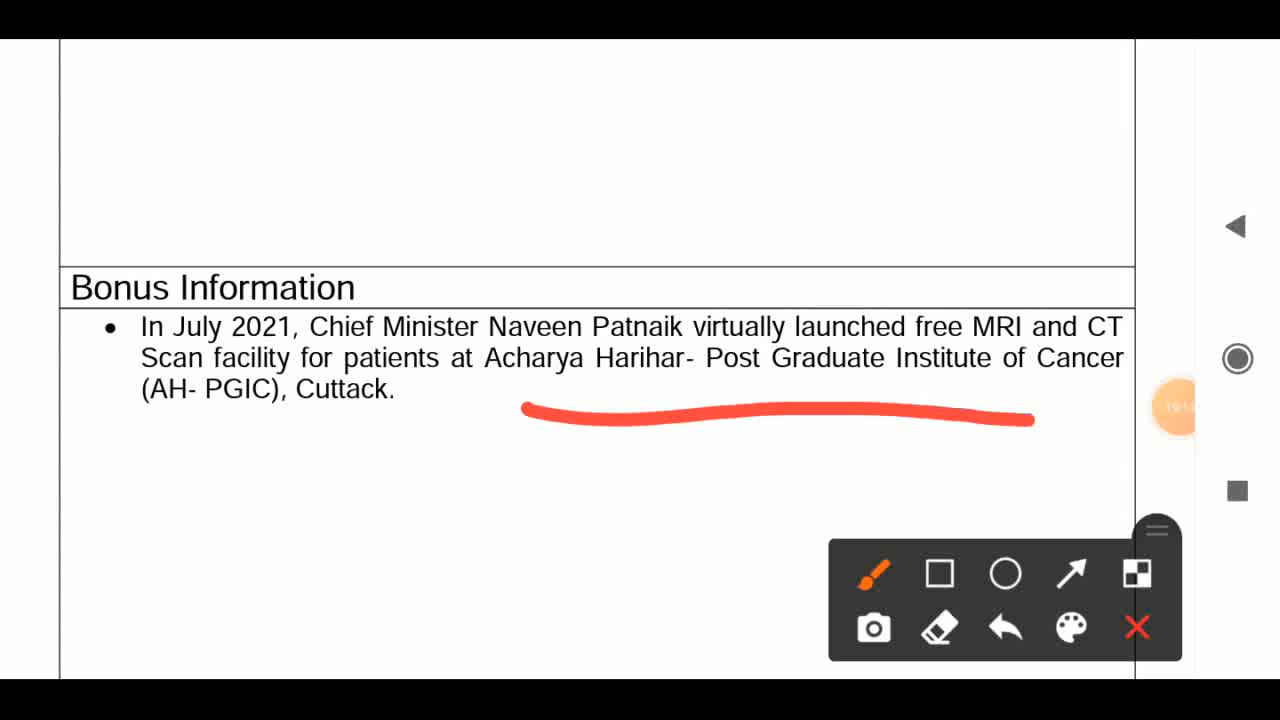 Bonus Information
• In July 2021, Chief Minister Naveen Patnaik virtually launched free MRI and CT
Scan facility for patients at Acharya Harihar- Post Graduate Institute of Cancer
(AH- PGIC), Cuttack.